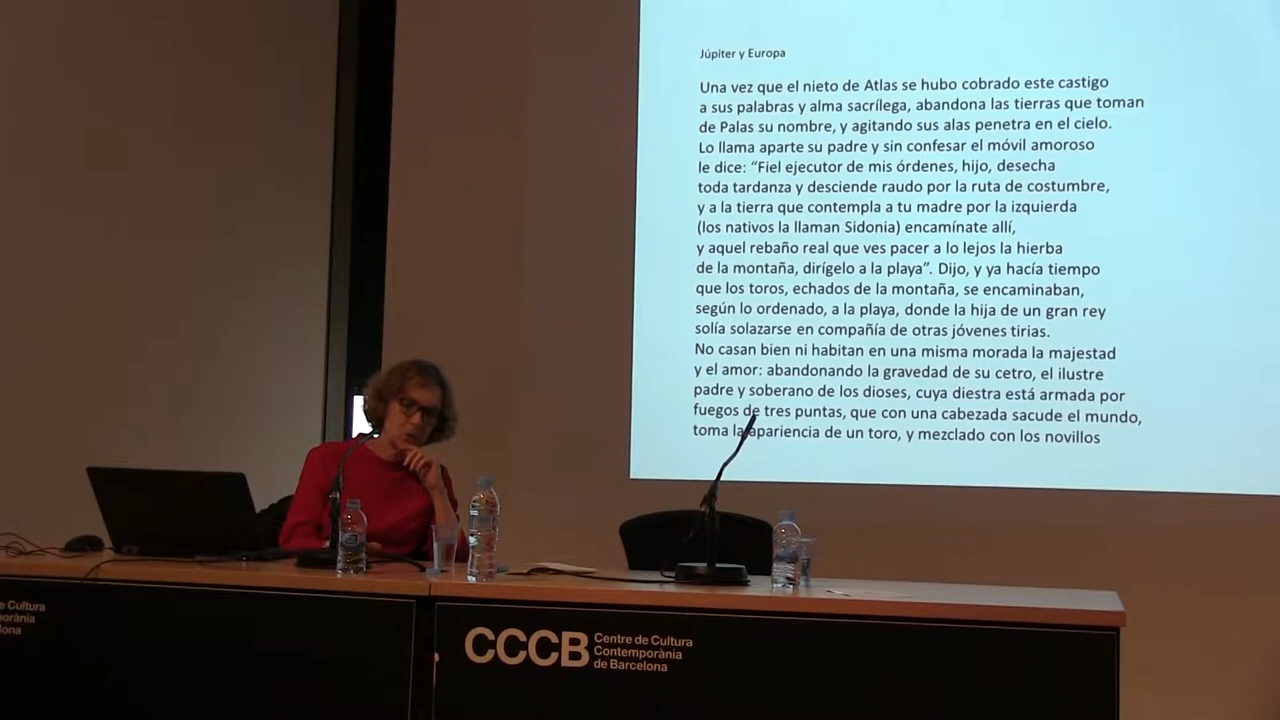 Júpiter y Europa
Una vez que el nieto de Atlas se hubo cobrado este castigo
a sus palabras y alma sacrílega, abandona las tierras que toman
de Palas su nombre, y agitando sus alas penetra en el cielo.
Lo llama aparte su padre y sin confesar el móvil amoroso
le dice: “Fiel ejecutor de mis órdenes, hijo, desecha
toda tardanza y desciende raudo por la ruta de costumbre,
y a la tierra que contempla a tu madre por la izquierda
(los nativos la llaman Sidonia) encamínate allí,
y aquel rebaño real que ves pacer a lo lejos la hierba
de la montaña, dirígelo a la playa”. Dijo, y ya hacía tiempo
que los toros, echados de la montaña, se encaminaban,
según lo ordenado, a la playa, donde la hija de un gran rey
solía solazarse en compañía de otras jóvenes tirias.
No casan bien ni habitan en una misma morada la majestad
y el amor: abandonando la gravedad de su cetro, el ilustre
padre y soberano de los dioses, cuya diestra está armada por
fuegos de tres puntas, que con una cabezada sacude el mundo,
toma la apariencia de un toro, y mezclado con los novillos
e Cultura
orània
lona
CCCB
Centre de Cultura
Contemporània
de Barcelona